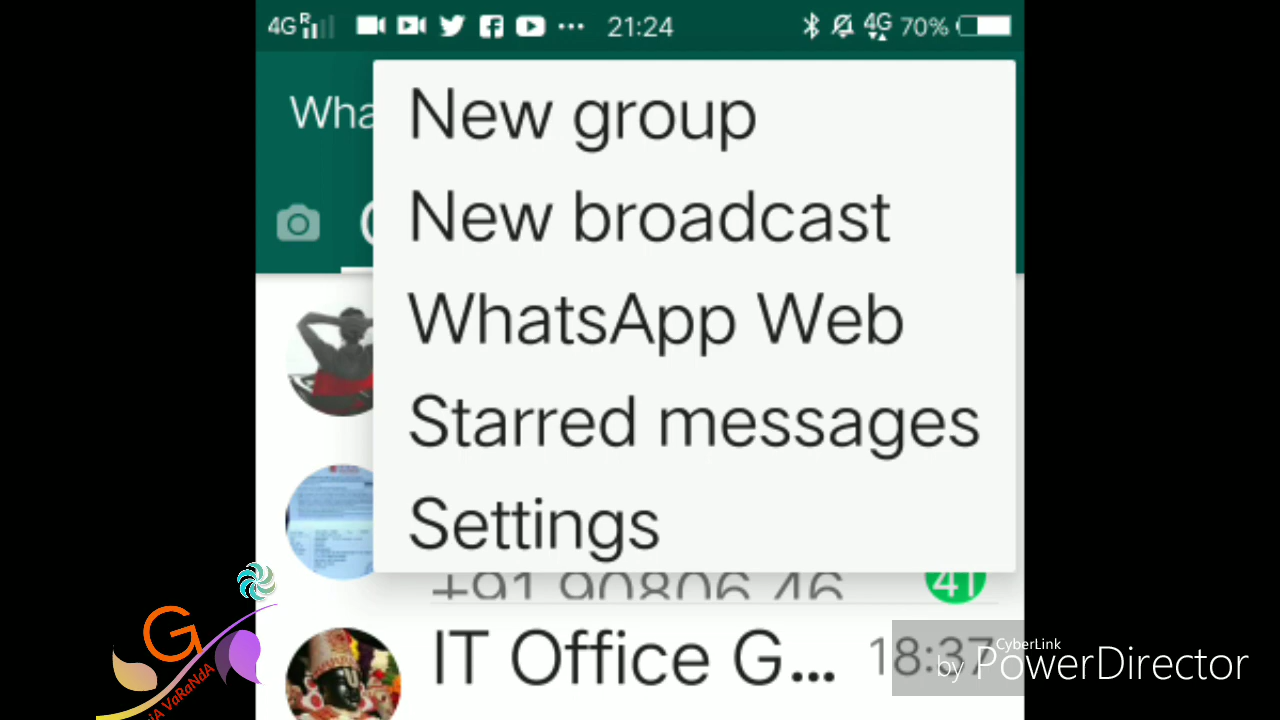 4G R 21:24 4G 70%
Wha
New group
New broadcast
WhatsApp Web
Starred messages
Settings
+91 90806 46
41
IT Office G... 18:37
CyberLink
by PowerDirector
G
VaRaNdA